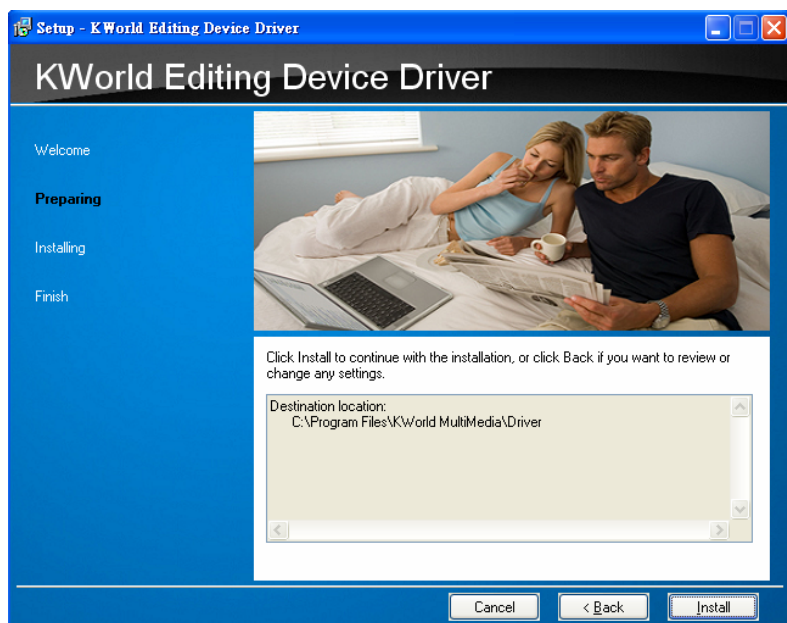 Setup - KWorld Editing Device Driver
KWorld Editing Device Driver
Welcome
Preparing
Installing
Finish
Click Install to continue with the installation, or click Back if you want to review or
change any settings.
Destination location:
C:\Program Files\KWorld MultiMedia\Driver
Cancel
< Back
Install